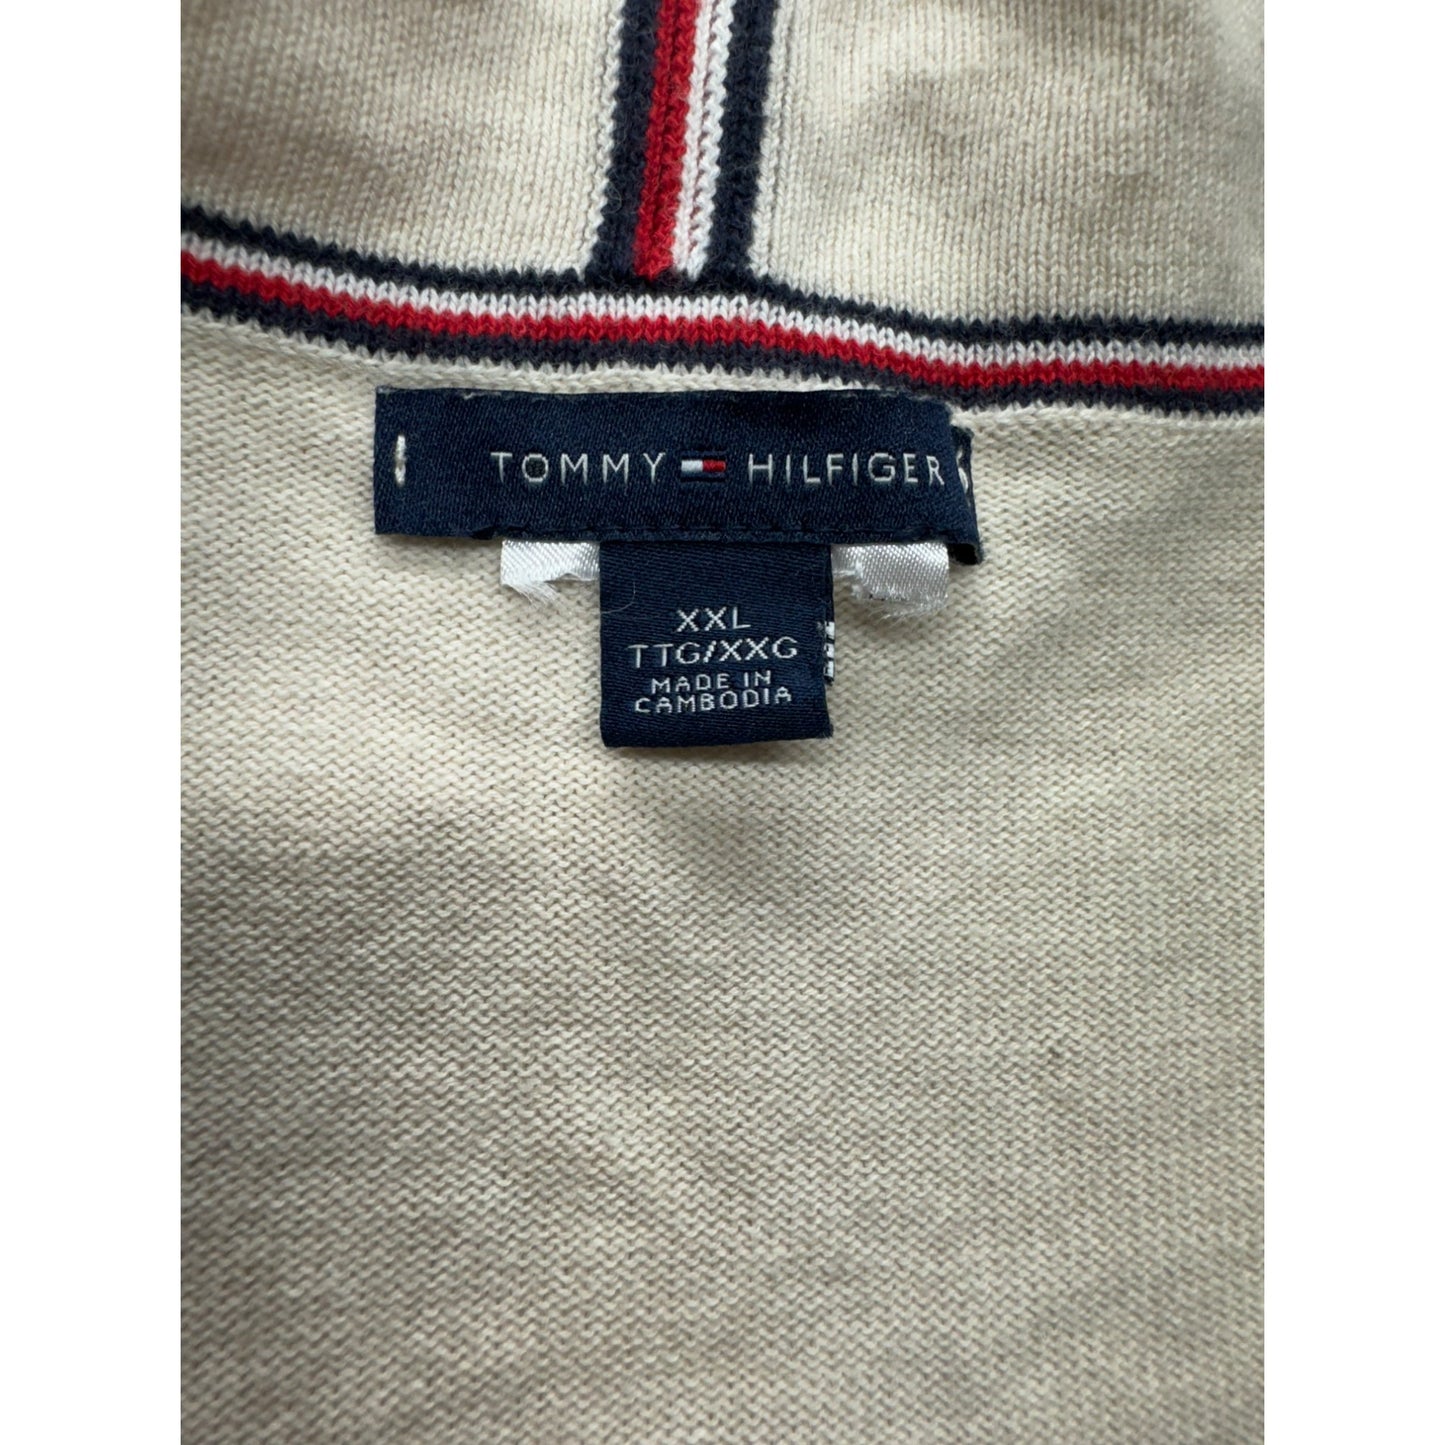 TOMMY HILFIGER
XXL
TTG/XXG
MADE IN
CAMBODIA